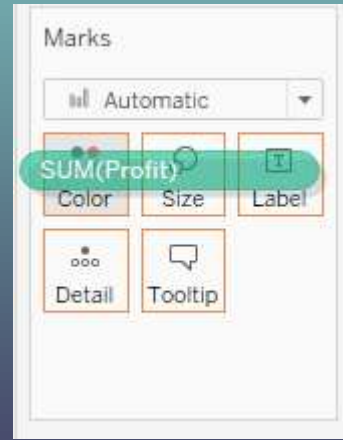 Marks
Automatic
SUM(Profit)
Color Size Label
Detail Tooltip